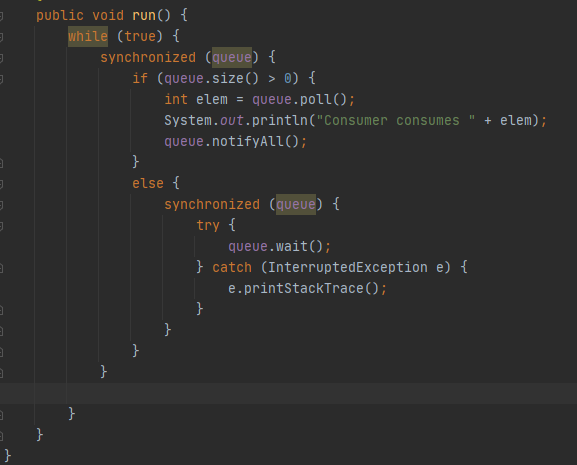 public void run() {
while (true) {
synchronized (queue) {
if (queue.size() > 0) {
int elem = queue.poll();
System.out.println("Consumer consumes " + elem);
queue.notifyAll();
}
else {
synchronized (queue) {
try {
queue.wait();
} catch (InterruptedException e) {
e.printStackTrace();
}
}
}
}
}
}
}